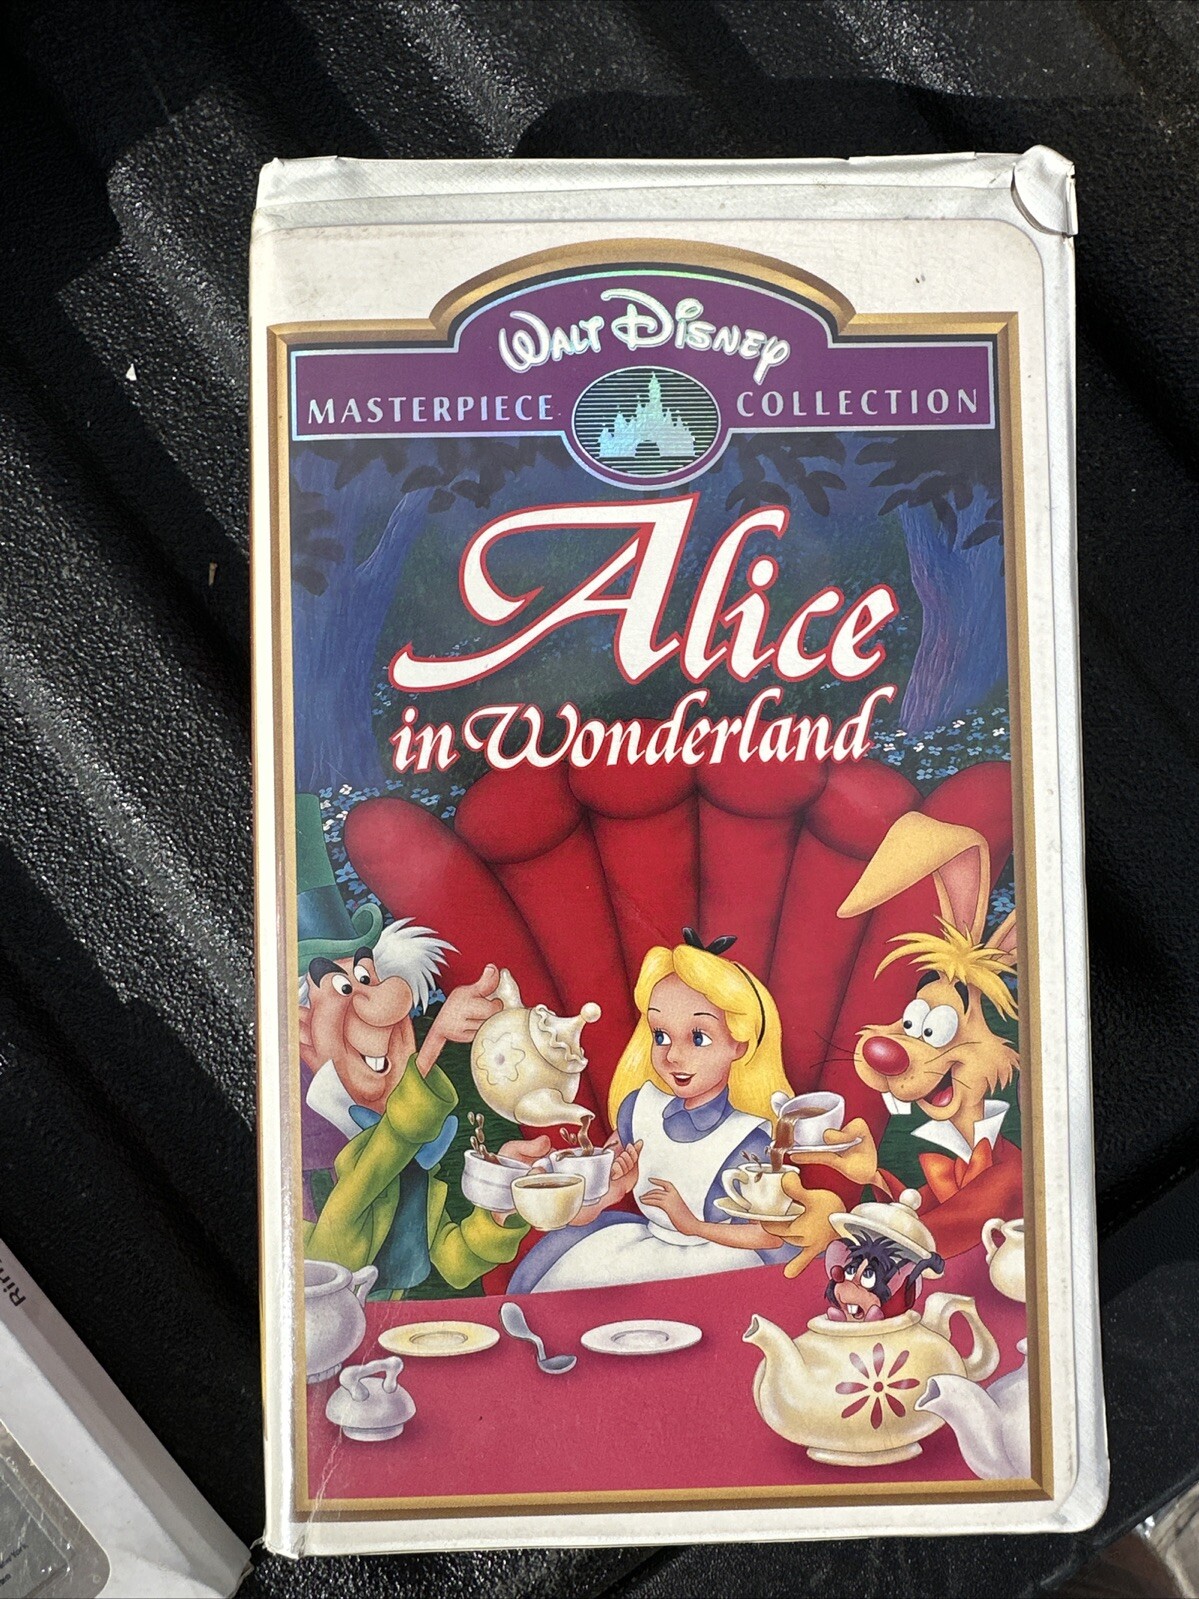 WALT DISNEY
MASTERPIECE COLLECTION
Alice
in Wonderland